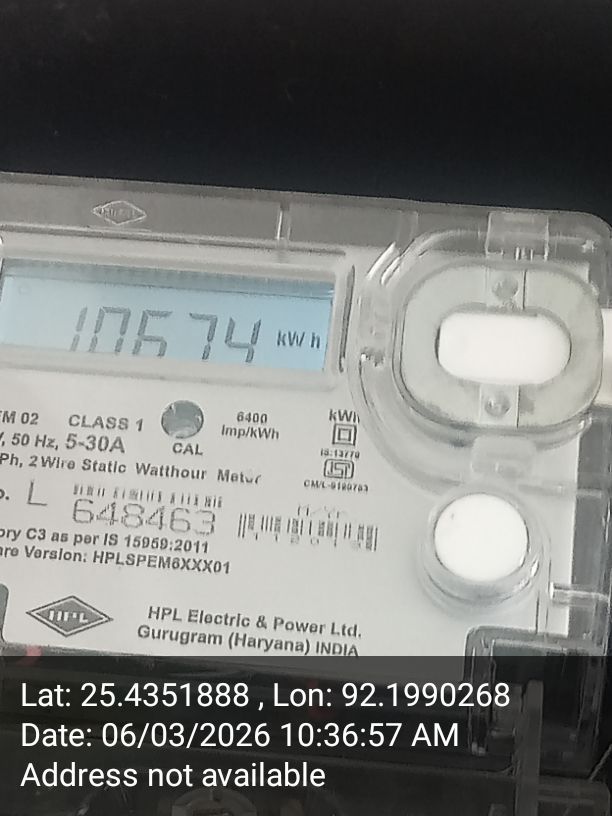 10674 kWh
M 02 CLASS 1 6400 kWh
, 50 Hz, 5-30A CAL Imp/kWh
Ph, 2 Wire Static Watthour Meter
IS:13779
ISI
L 648463
ory C3 as per IS 15959:2011
re Version: HPLSPEM6XXX01
HPL
HPL Electric & Power Ltd.
Gurugram (Haryana) INDIA
Lat: 25.4351888 , Lon: 92.1990268
Date: 06/03/2026 10:36:57 AM
Address not available